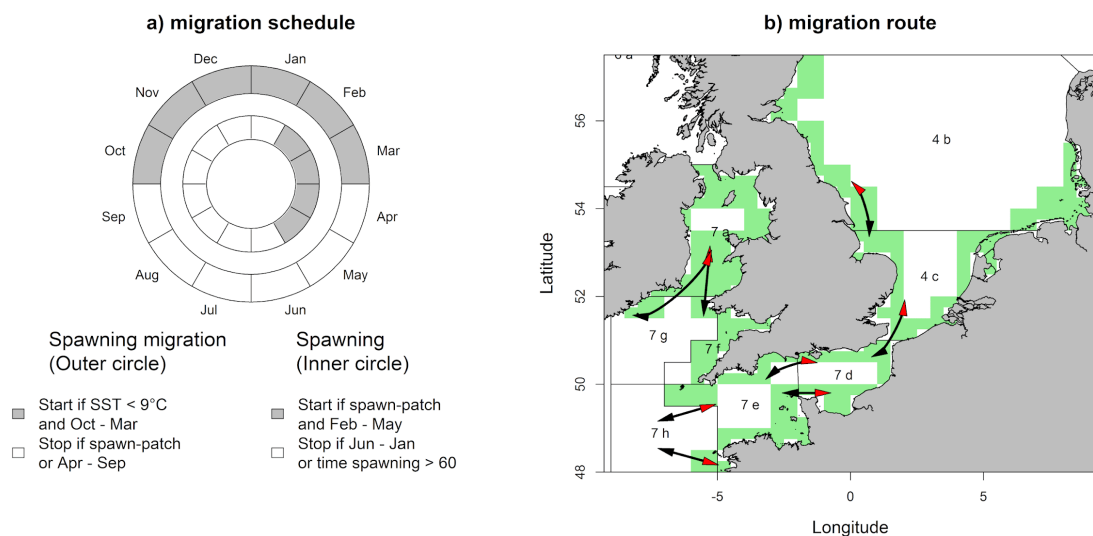 a) migration schedule
Dec
Jan
Nov
Feb
Oct
Mar
Sep
Apr
Aug
May
Jul
Jun
Spawning migration
(Outer circle)
Start if SST < 9°C
and Oct - Mar
Stop if spawn-patch
or Apr - Sep
Spawning
(Inner circle)
Start if spawn-patch
and Feb - May
Stop if Jun - Jan
or time spawning > 60
b) migration route
Latitude
56
54
52
50
48
4 b
7 a
4 c
7 g
7 f
7 d
7 e
7 h
-5
0
5
Longitude